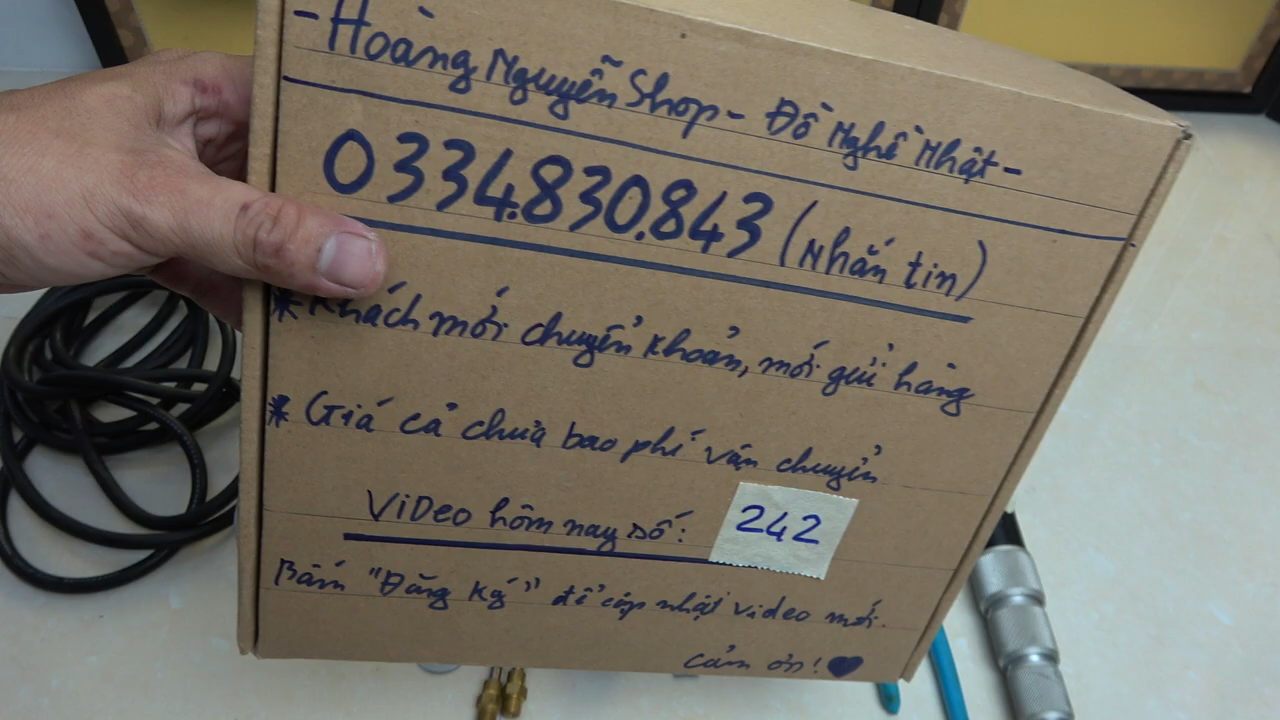 - Hoàng Nguyễn Shop - Đồ Nghề Nhật -
0334.830.843 (Nhắn tin)
* Khách mới chuyển khoản, mới gửi hàng
* Giá cả chưa bao phí vận chuyển
ViDeo hôm nay số: 242
Bấm "Đăng Ký" để cập nhật video mới.
Cảm ơn! ♥